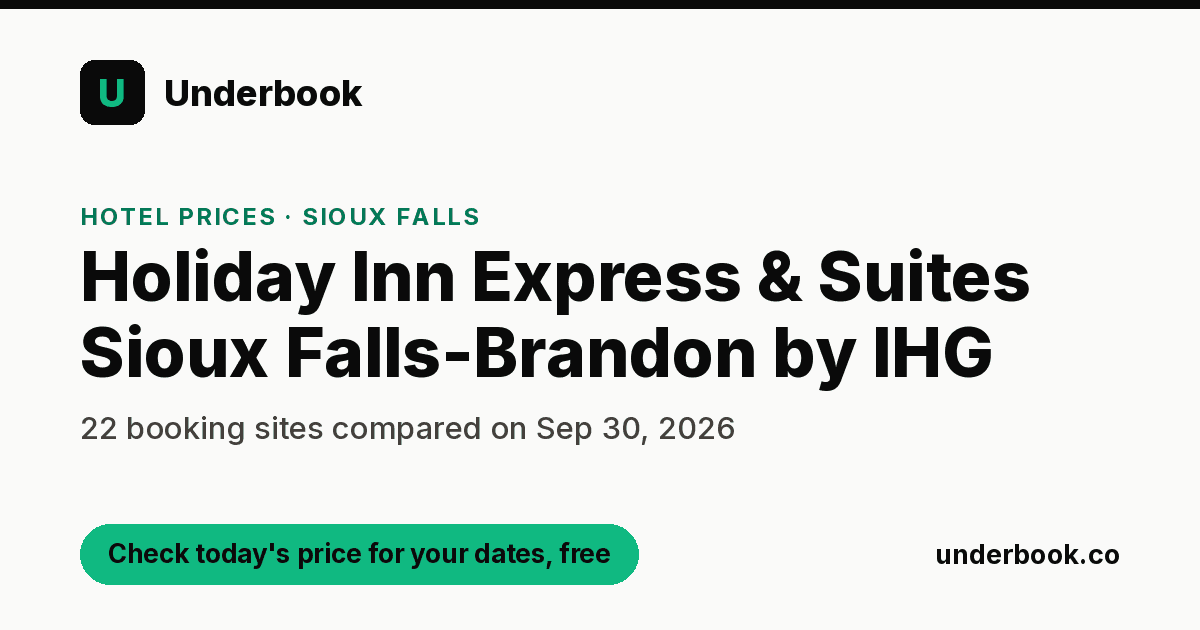 U
Underbook
HOTEL PRICES · SIOUX FALLS
Holiday Inn Express & Suites
Sioux Falls-Brandon by IHG
22 booking sites compared on Sep 30, 2026
Check today's price for your dates, free
underbook.co